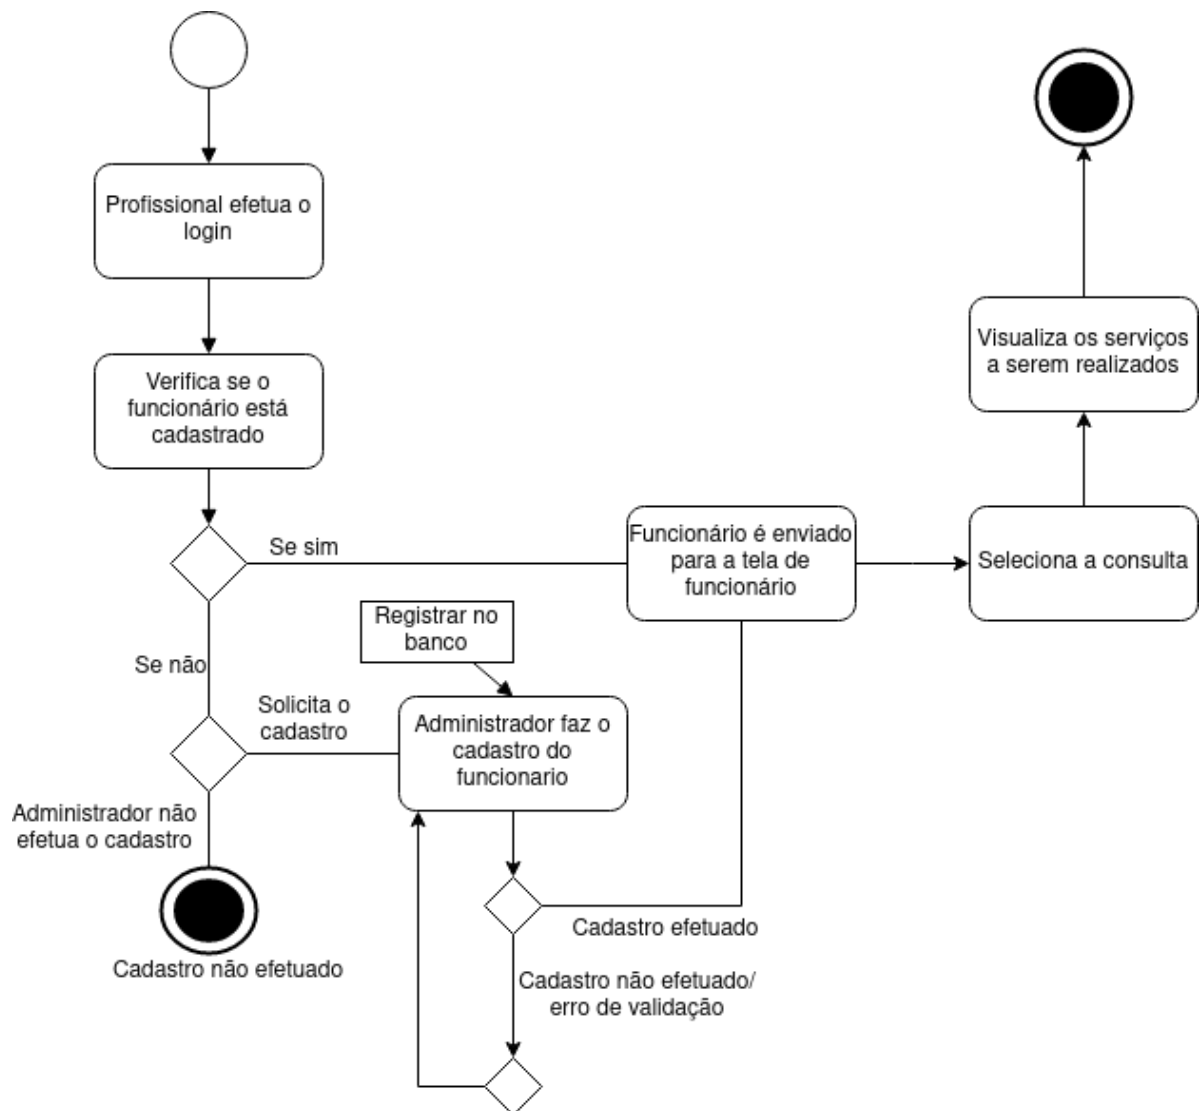 Profissional efetua o
login
Verifica se o
funcionário está
cadastrado
Se sim
Funcionário é enviado
para a tela de
funcionário
Seleciona a consulta
Visualiza os serviços
a serem realizados
Se não
Registrar no
banco
Solicita o
cadastro
Administrador faz o
cadastro do
funcionario
Administrador não
efetua o cadastro
Cadastro não efetuado
Cadastro efetuado
Cadastro não efetuado/
erro de validação